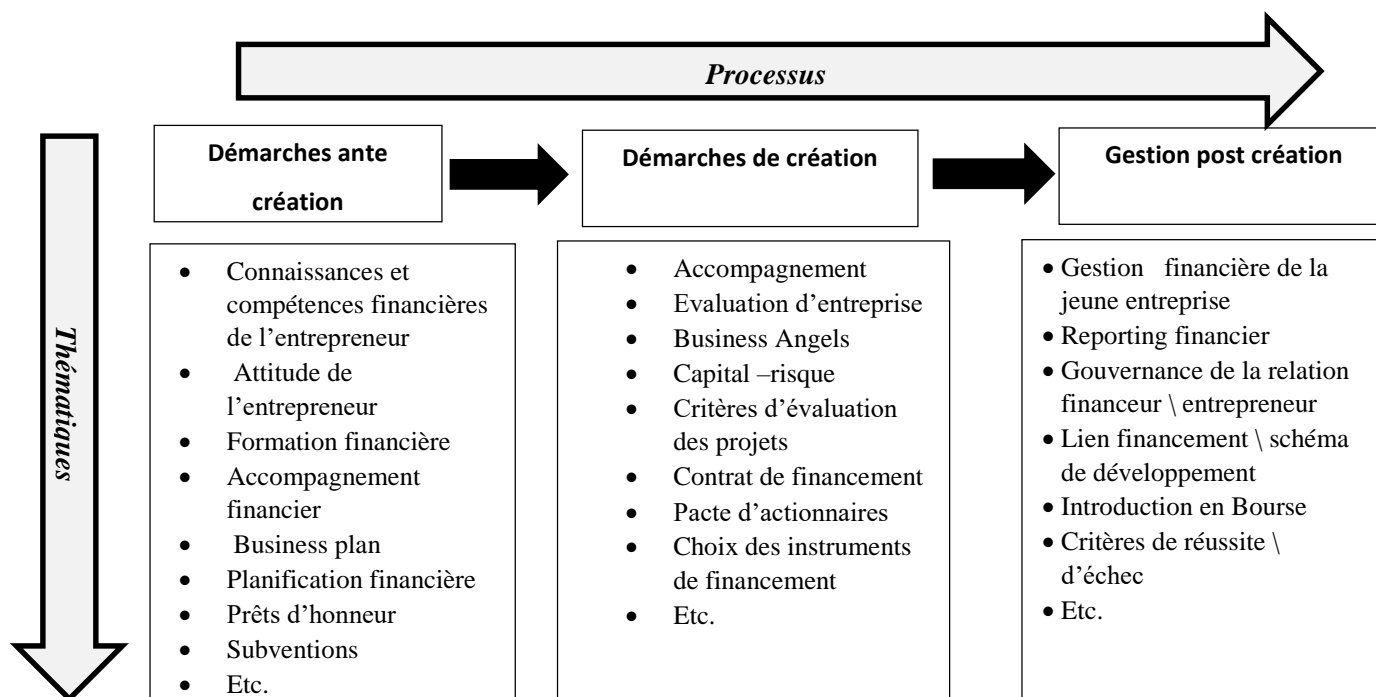 Processus
Thématiques
Démarches ante
création
Démarches de création
Gestion post création
• Connaissances et
compétences financières
de l'entrepreneur
• Attitude de
l'entrepreneur
• Formation financière
• Accompagnement
financier
• Business plan
• Planification financière
• Prêts d'honneur
• Subventions
• Etc.
• Accompagnement
• Evaluation d'entreprise
• Business Angels
• Capital –risque
• Critères d'évaluation
des projets
• Contrat de financement
• Pacte d'actionnaires
• Choix des instruments
de financement
• Etc.
• Gestion financière de la
jeune entreprise
• Reporting financier
• Gouvernance de la relation
financeur \ entrepreneur
• Lien financement \ schéma
de développement
• Introduction en Bourse
• Critères de réussite \
d'échec
• Etc.